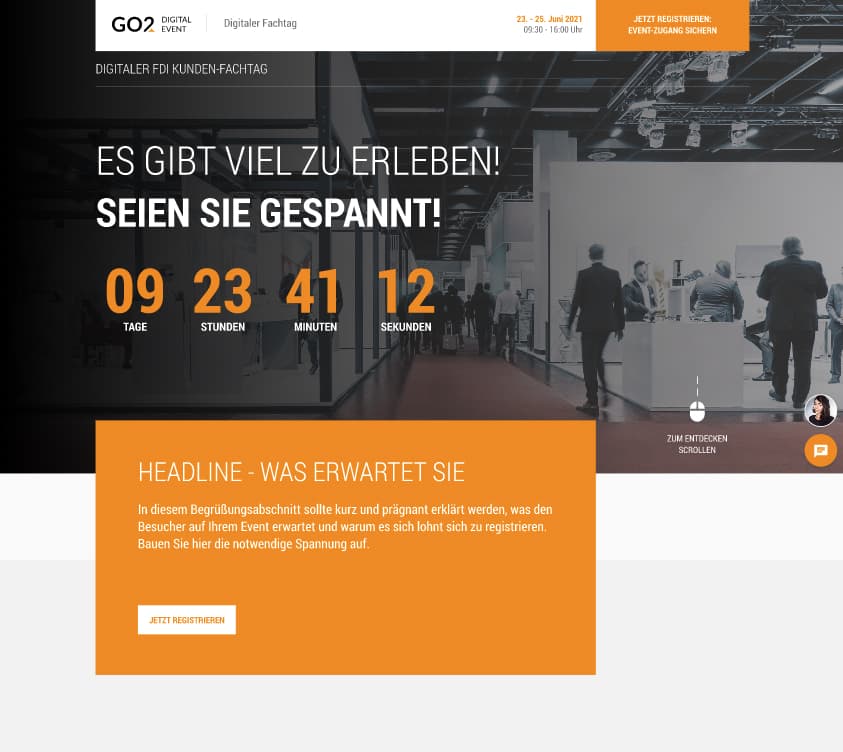 GO2 DIGITAL EVENT
Digitaler Fachtag
23. - 25. Juni 2021
09:30 - 16:00 Uhr
JETZT REGISTRIEREN:
EVENT-ZUGANG SICHERN
DIGITALER FDI KUNDEN-FACHTAG
ES GIBT VIEL ZU ERLEBEN!
SEIEN SIE GESPANNT!
09 23 41 12
TAGE STUNDEN MINUTEN SEKUNDEN
ZUM ENTDECKEN
SCROLLEN
HEADLINE - WAS ERWARTET SIE
In diesem Begrüßungsabschnitt sollte kurz und prägnant erklärt werden, was den
Besucher auf Ihrem Event erwartet und warum es sich lohnt sich zu registrieren.
Bauen Sie hier die notwendige Spannung auf.
JETZT REGISTRIEREN